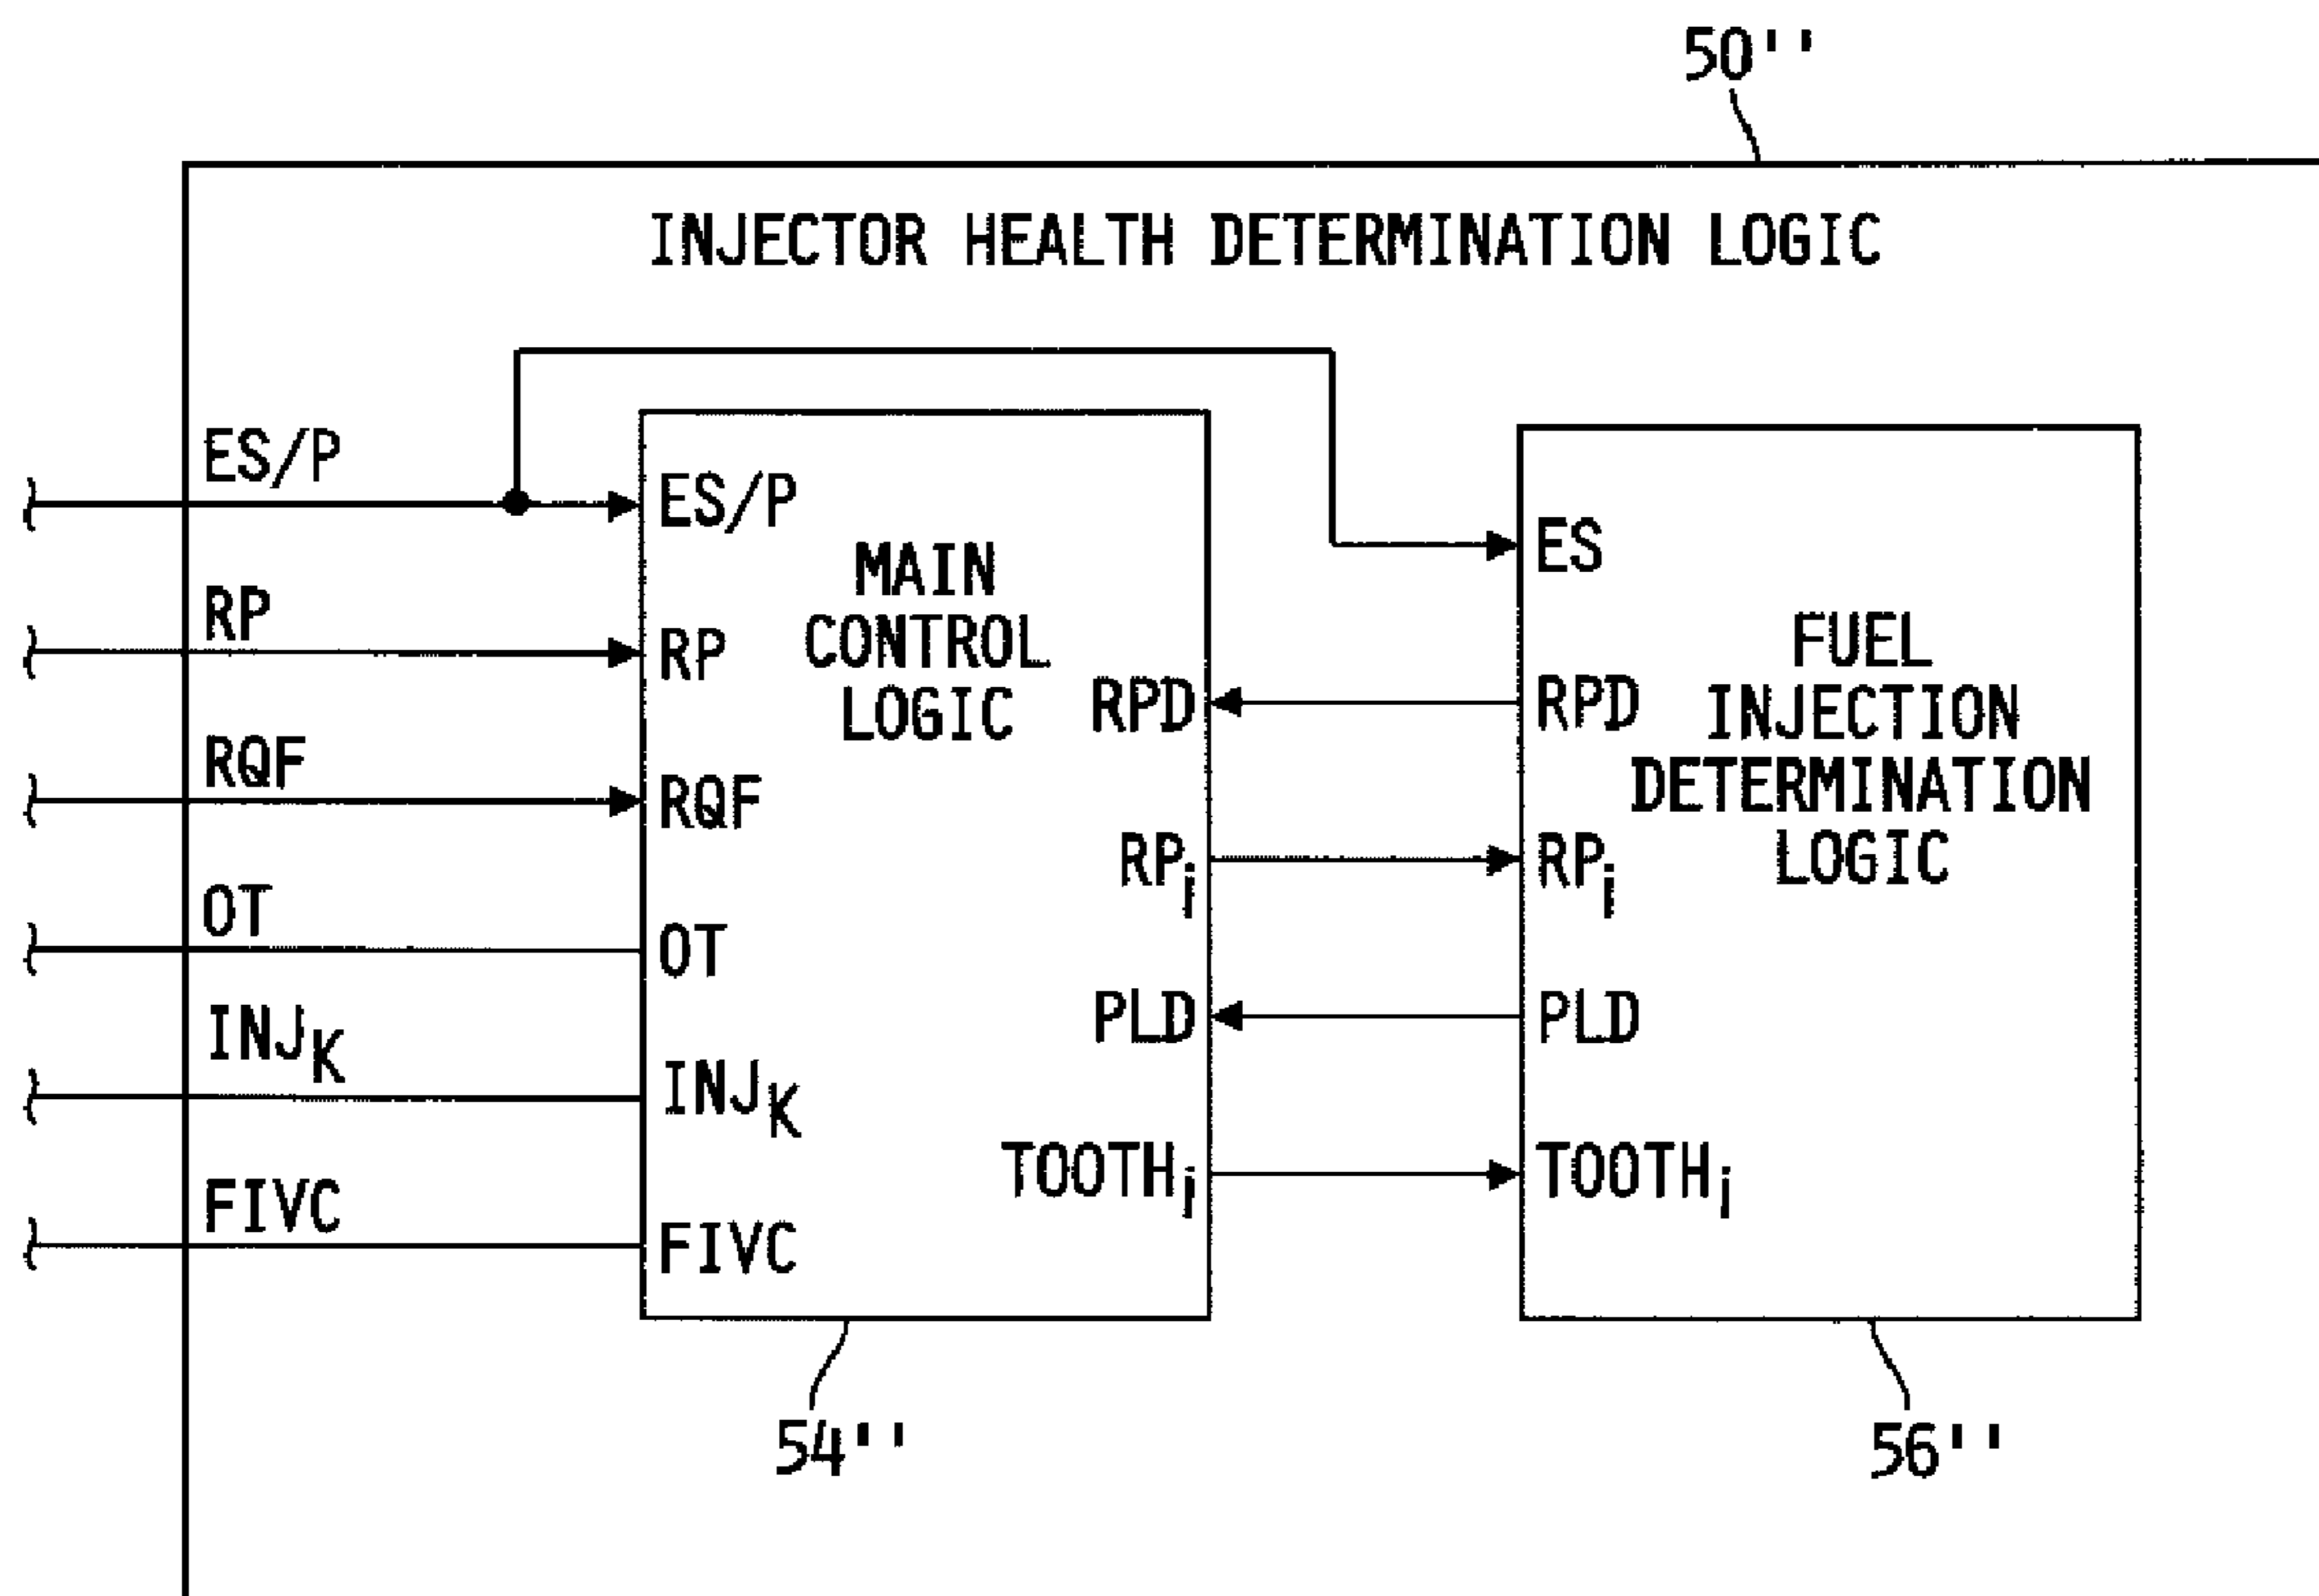 50''
INJECTOR HEALTH DETERMINATION LOGIC
ES/P
RP
RQF
OT
INJK
FIVC
ES/P
RP
RQF
OT
INJK
FIVC
MAIN
CONTROL
LOGIC
RPD
RPi
PLD
TOOTHi
ES
RPD
RPi
PLD
TOOTHi
FUEL
INJECTION
DETERMINATION
LOGIC
54''
56''